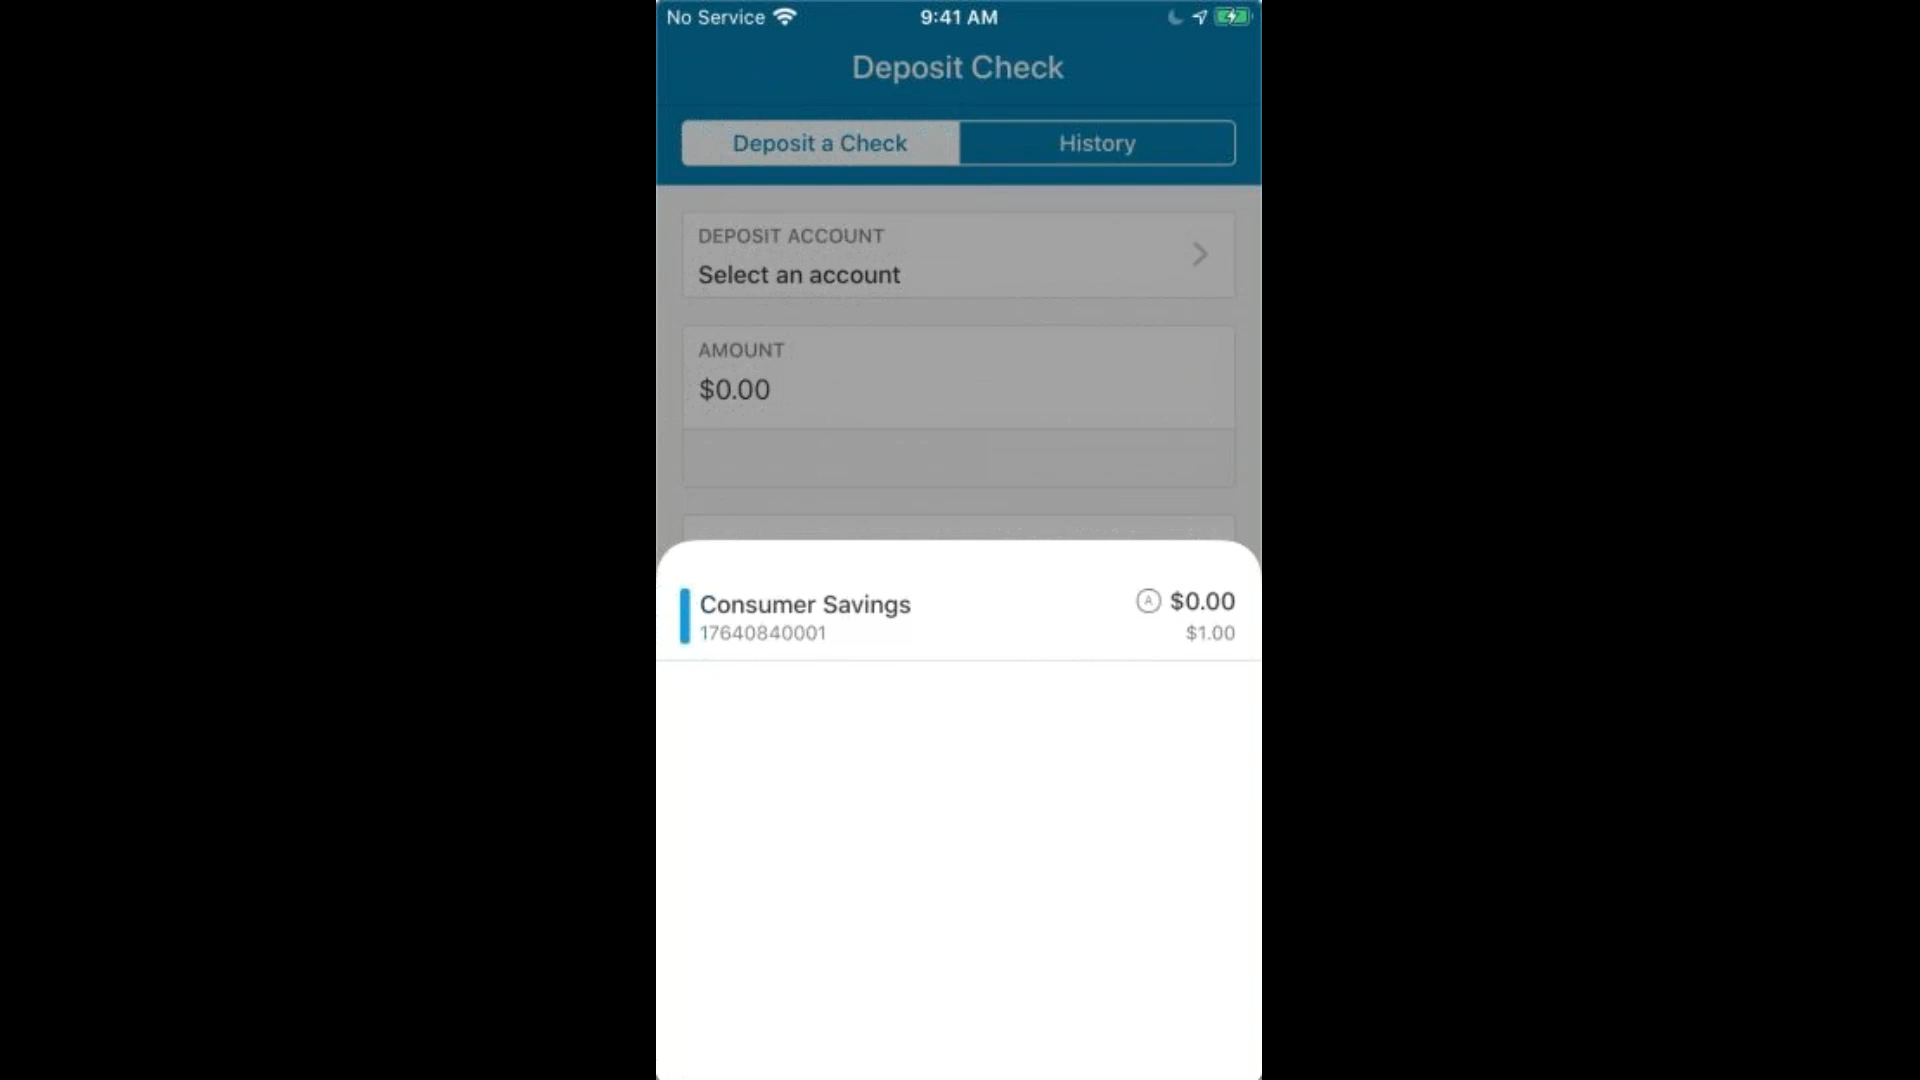 No Service 9:41 AM
Deposit Check
Deposit a Check History
DEPOSIT ACCOUNT
Select an account
AMOUNT
$0.00
Consumer Savings A $0.00
17640840001 $1.00